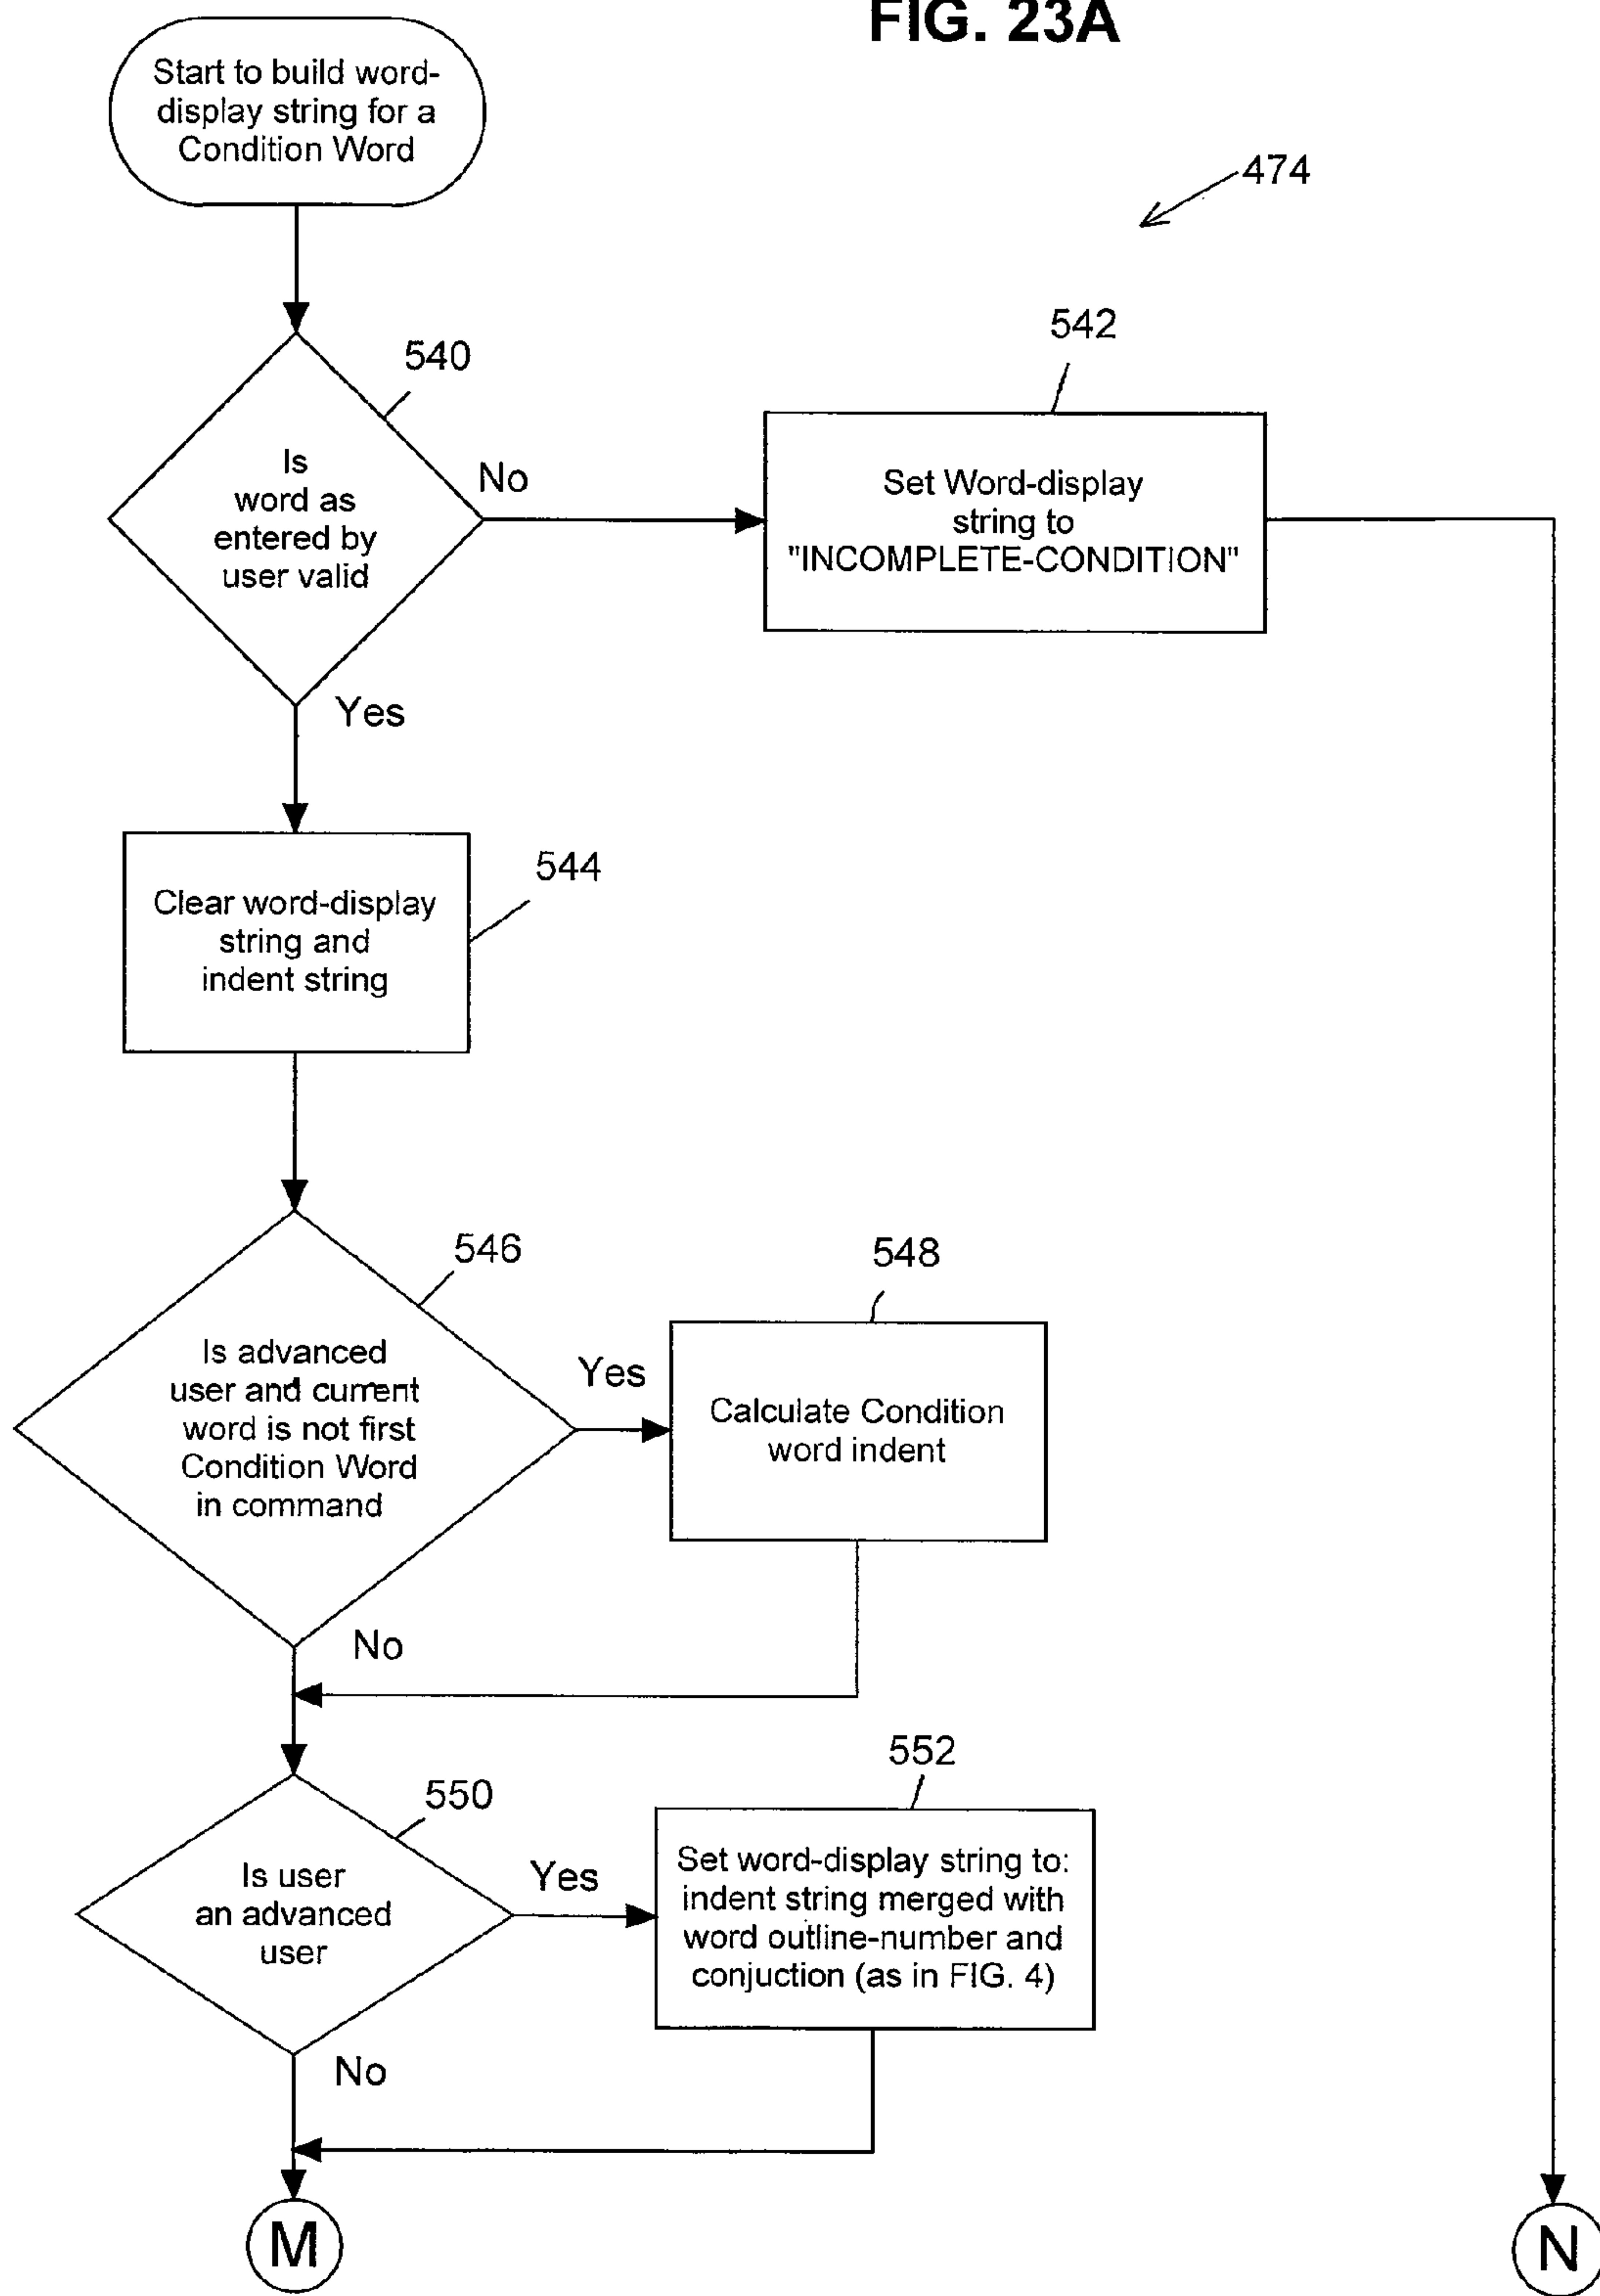 FIG. 23A
Start to build word-
display string for a
Condition Word
474
540
Is
word as
entered by
user valid
No
542
Set Word-display
string to
"INCOMPLETE-CONDITION"
Yes
544
Clear word-display
string and
indent string
546
Is advanced
user and current
word is not first
Condition Word
in command
Yes
548
Calculate Condition
word indent
No
550
Is user
an advanced
user
Yes
552
Set word-display string to:
indent string merged with
word outline-number and
conjuction (as in FIG. 4)
No
M
N